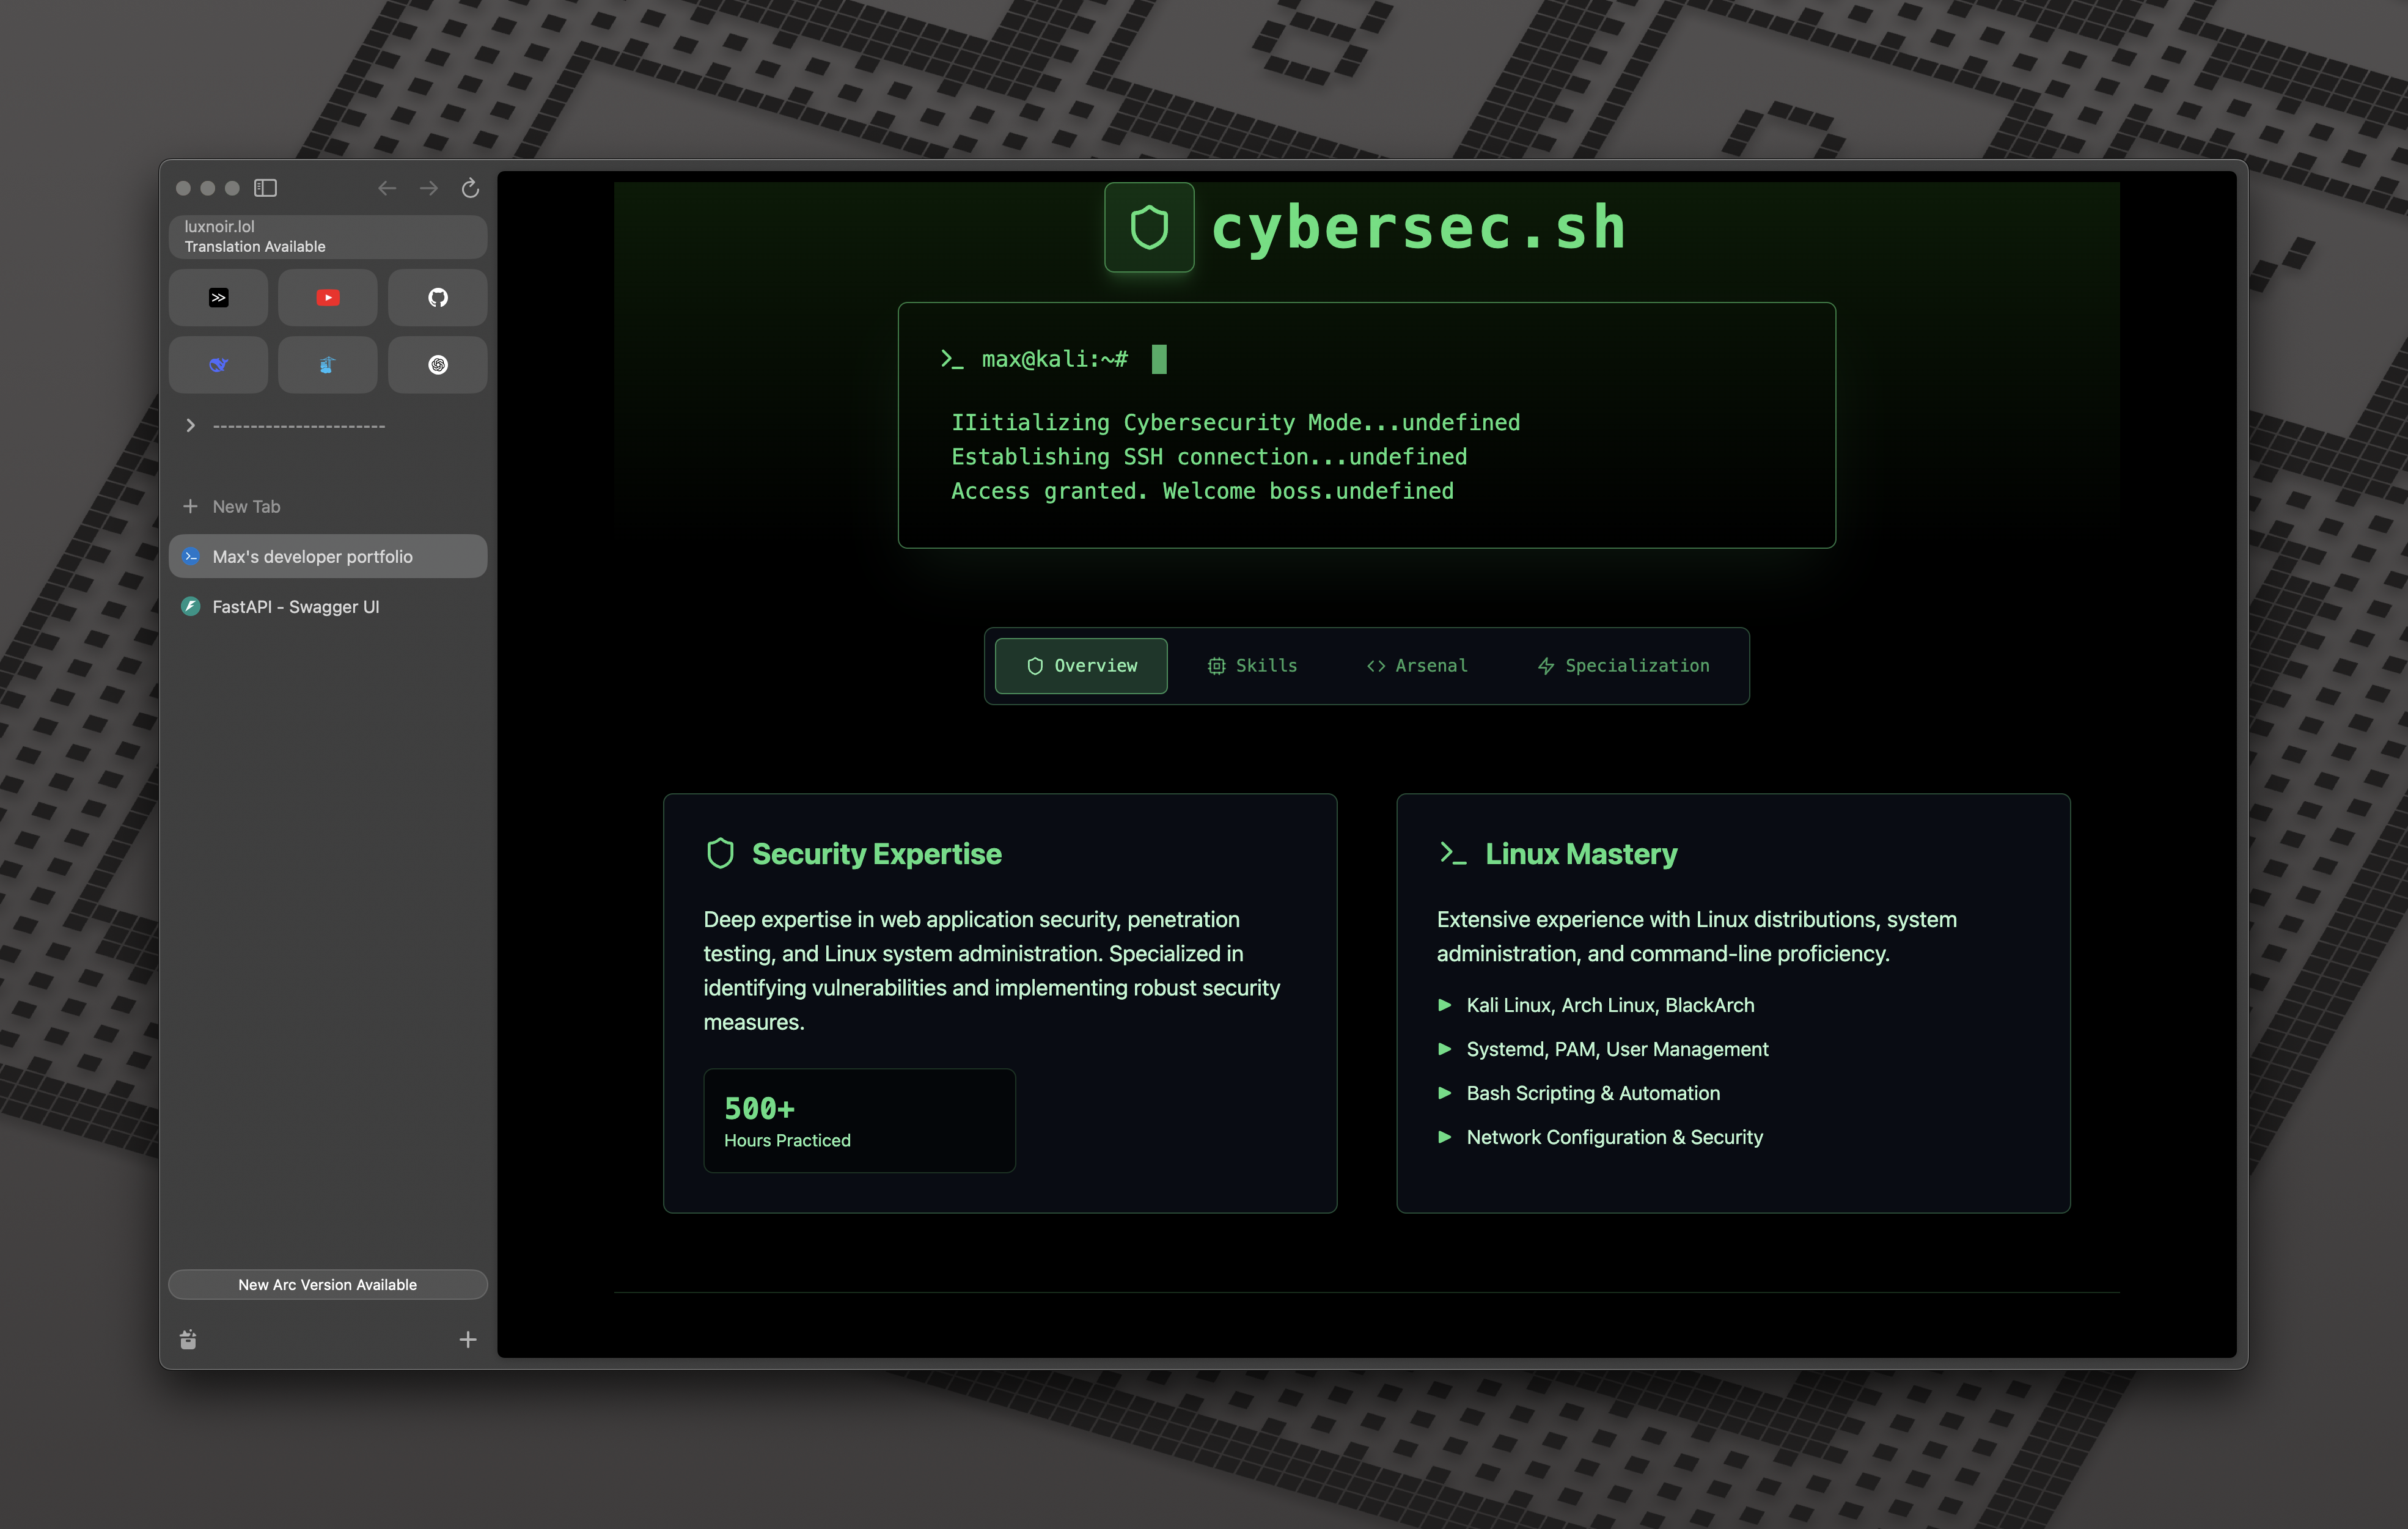 luxnoir.lol
Translation Available
-----------------------
New Tab
Max's developer portfolio
FastAPI - Swagger UI
New Arc Version Available
cybersec.sh
>_ max@kali:~#
IIitializing Cybersecurity Mode...undefined
Establishing SSH connection...undefined
Access granted. Welcome boss.undefined
Overview Skills Arsenal Specialization
Security Expertise
Deep expertise in web application security, penetration
testing, and Linux system administration. Specialized in
identifying vulnerabilities and implementing robust security
measures.
500+
Hours Practiced
Linux Mastery
Extensive experience with Linux distributions, system
administration, and command-line proficiency.
Kali Linux, Arch Linux, BlackArch
Systemd, PAM, User Management
Bash Scripting & Automation
Network Configuration & Security